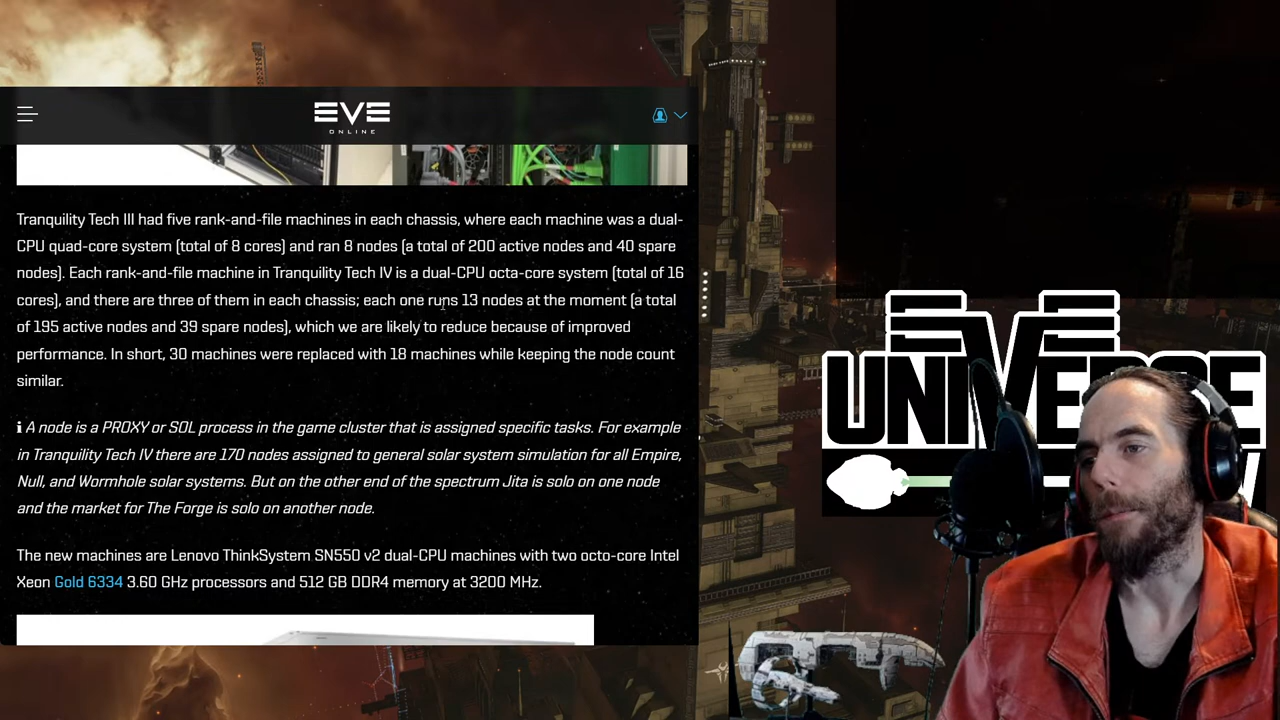 EVE
ONLINE
Tranquility Tech III had five rank-and-file machines in each chassis, where each machine was a dual-
CPU quad-core system (total of 8 cores) and ran 8 nodes (a total of 200 active nodes and 40 spare
nodes). Each rank-and-file machine in Tranquility Tech IV is a dual-CPU octa-core system (total of 16
cores), and there are three of them in each chassis; each one runs 13 nodes at the moment (a total
of 195 active nodes and 39 spare nodes), which we are likely to reduce because of improved
performance. In short, 30 machines were replaced with 18 machines while keeping the node count
similar.
i A node is a PROXY or SOL process in the game cluster that is assigned specific tasks. For example
in Tranquility Tech IV there are 170 nodes assigned to general solar system simulation for all Empire,
Null, and Wormhole solar systems. But on the other end of the spectrum Jita is solo on one node
and the market for The Forge is solo on another node.
The new machines are Lenovo ThinkSystem SN550 v2 dual-CPU machines with two octo-core Intel
Xeon Gold 6334 3.60 GHz processors and 512 GB DDR4 memory at 3200 MHz.
EVE
UNIVERSE